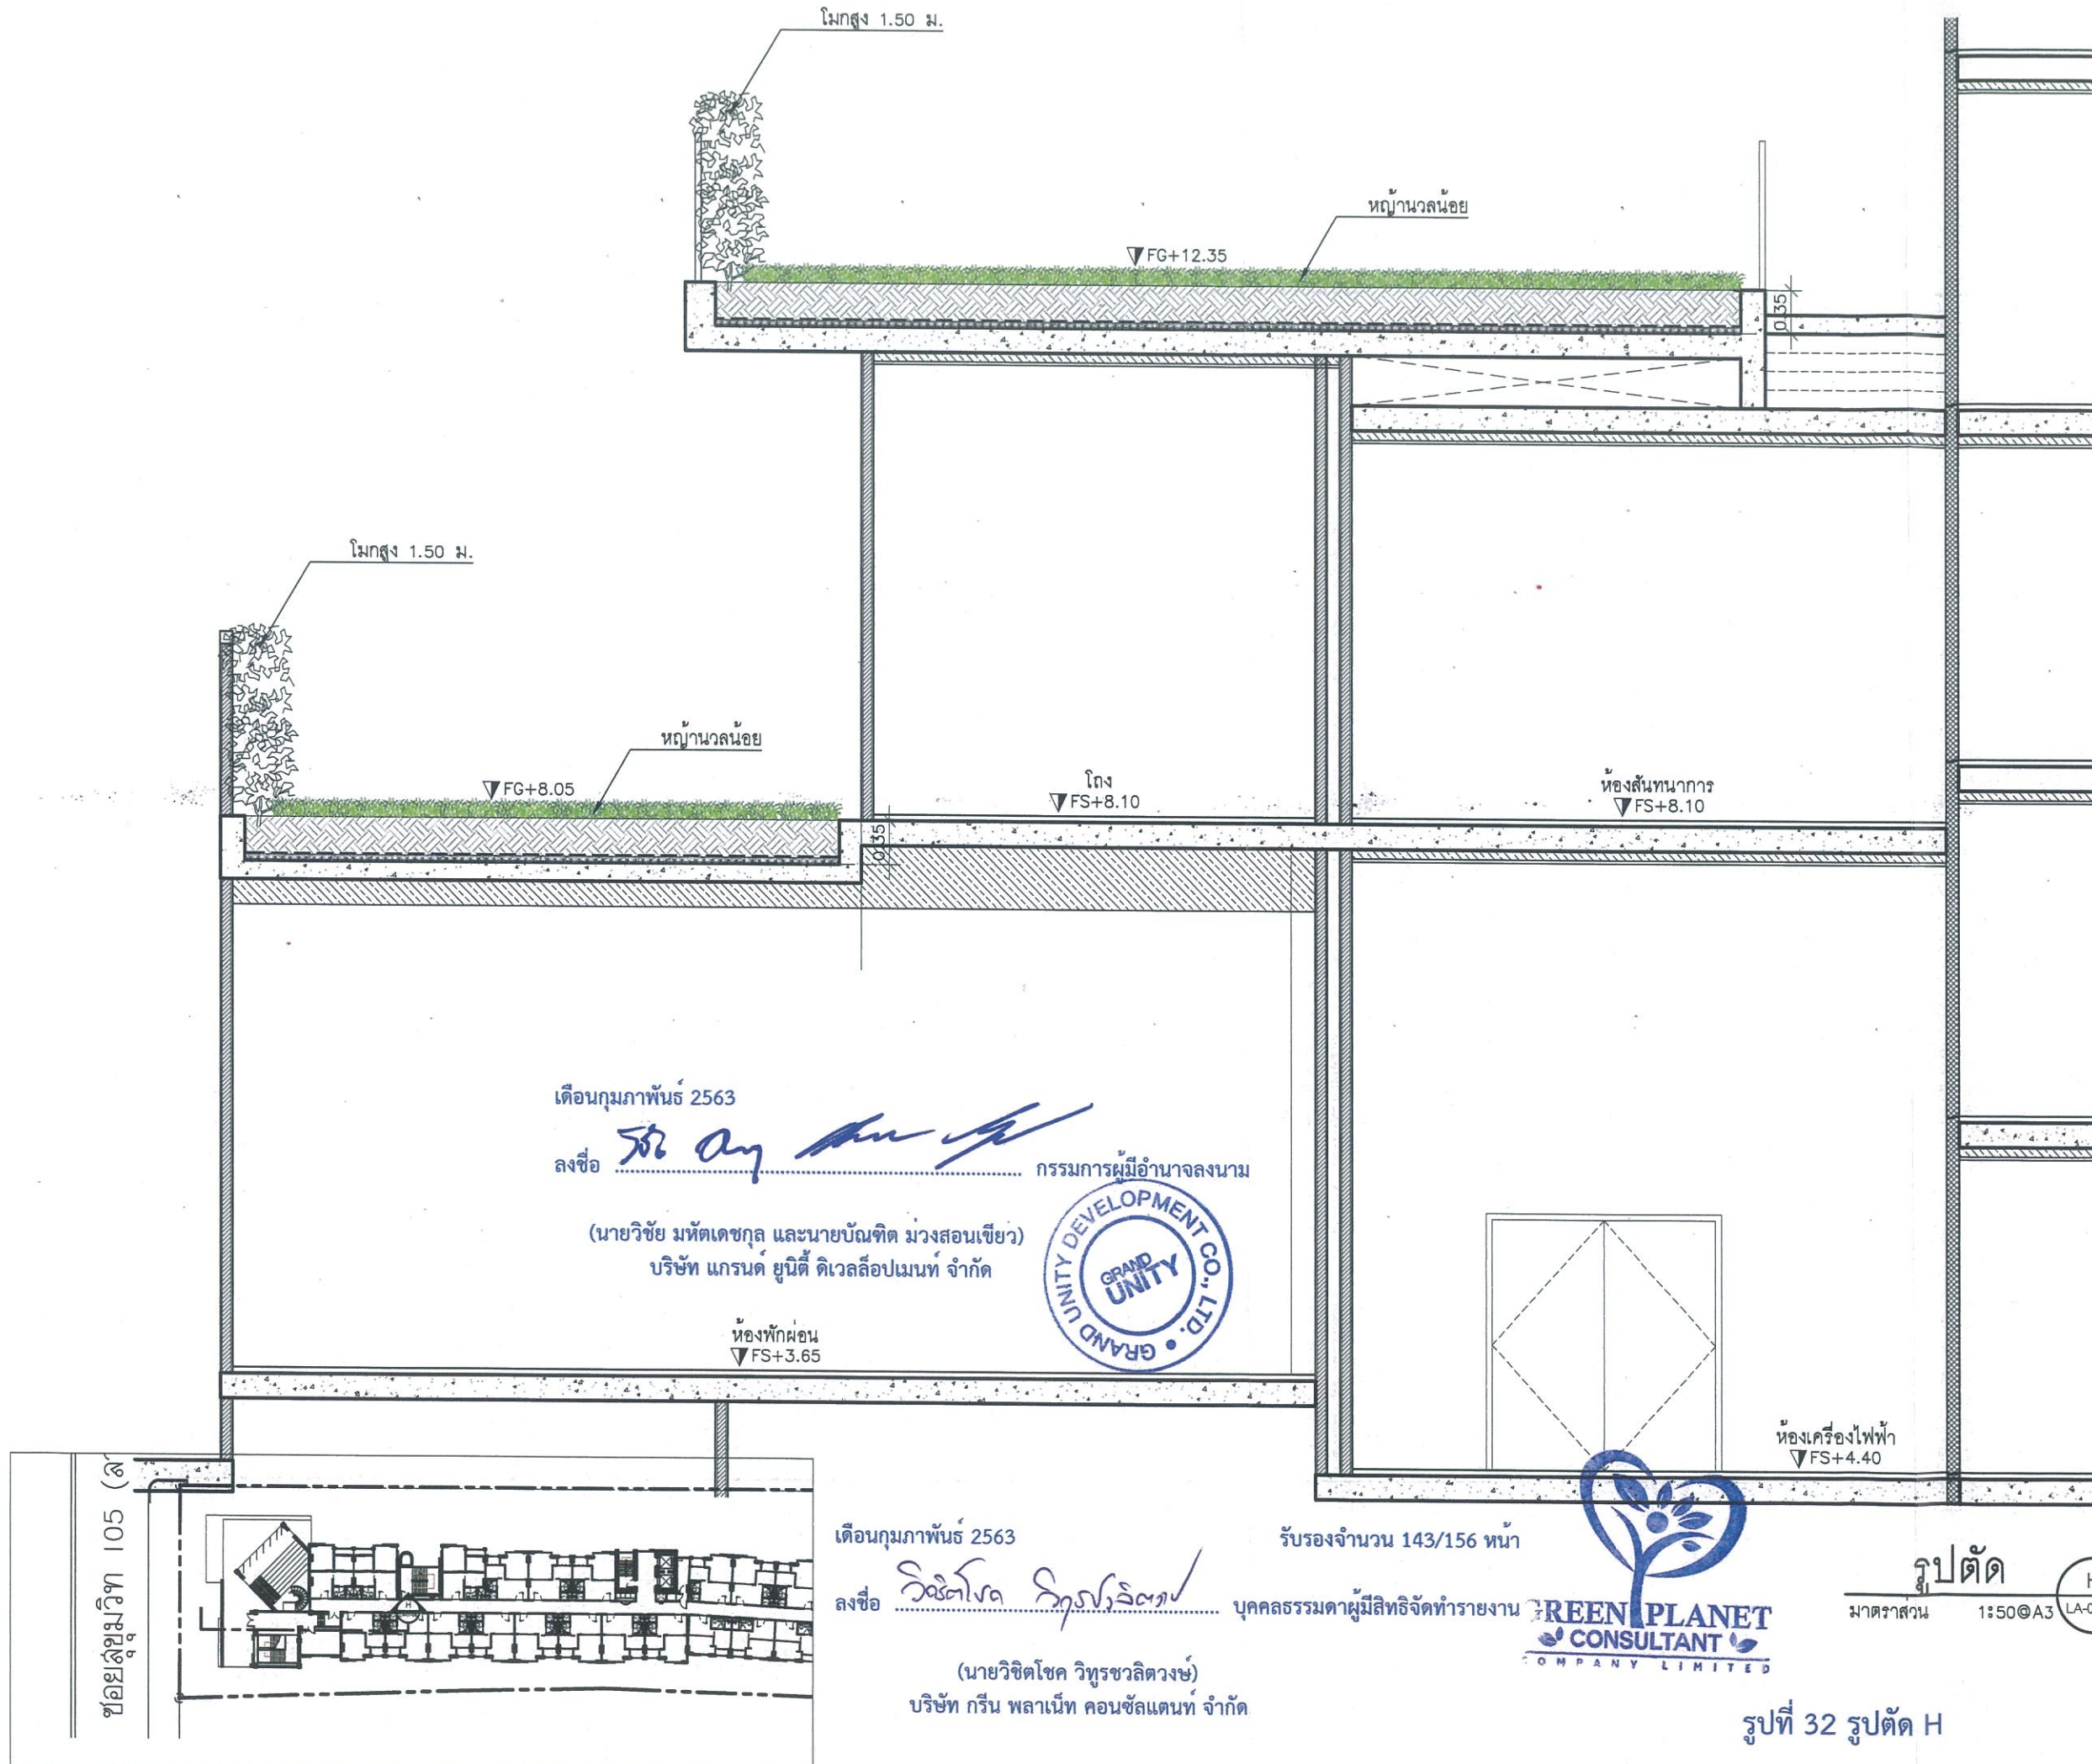 โมกสูง 1.50 ม.
หญ้านวลน้อย
FG+12.35
0.35
โมกสูง 1.50 ม.
หญ้านวลน้อย
FG+8.05
0.35
โถง
FS+8.10
ห้องสันทนาการ
FS+8.10
เดือนกุมภาพันธ์ 2563
ลงชื่อ กรรมการผู้มีอำนาจลงนาม
(นายวิชัย มหัตเดชกุล และนายบัณฑิต ม่วงสอนเขียว)
บริษัท แกรนด์ ยูนิตี้ ดิเวลล็อปเมนท์ จำกัด
GRAND UNITY DEVELOPMENT CO., LTD.
GRAND
UNITY
ห้องพักผ่อน
FS+3.65
ห้องเครื่องไฟฟ้า
FS+4.40
ซอยสุขุมวิท 105 (ลา
H
เดือนกุมภาพันธ์ 2563
รับรองจำนวน 143/156 หน้า
ลงชื่อ วิชิตโชค บุคคลธรรมดาผู้มีสิทธิจัดทำรายงาน
(นายวิชิตโชค วิทูรชวลิตวงษ์)
บริษัท กรีน พลาเน็ท คอนซัลแตนท์ จำกัด
GREEN PLANET
CONSULTANT
COMPANY LIMITED
รูปตัด
มาตราส่วน 1:50@A3
H
LA-0
รูปที่ 32 รูปตัด H